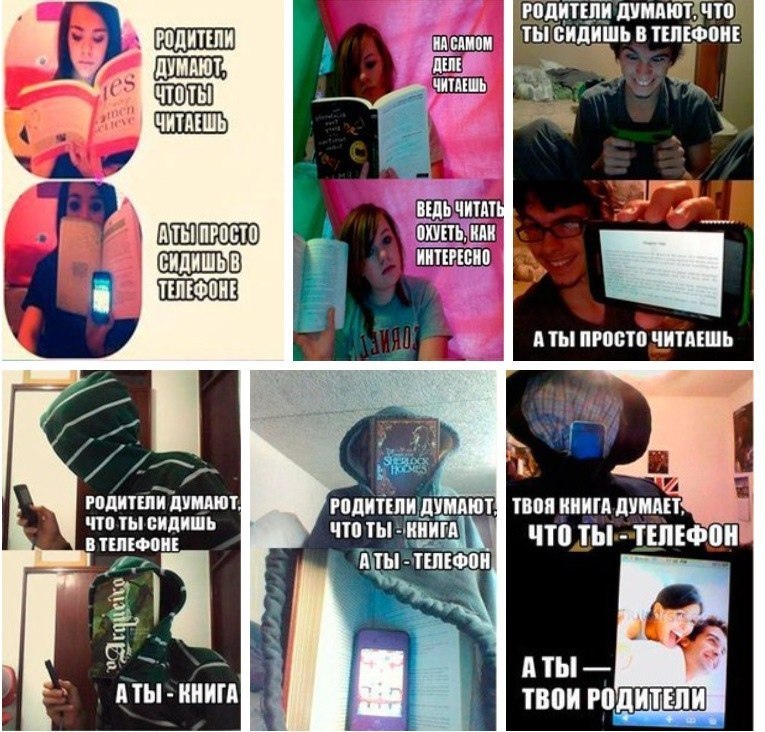 РОДИТЕЛИ
ДУМАЮТ,
ЧТО ТЫ
ЧИТАЕШЬ
А ТЫ ПРОСТО
СИДИШЬ В
ТЕЛЕФОНЕ
НА САМОМ
ДЕЛЕ
ЧИТАЕШЬ
ВЕДЬ ЧИТАТЬ
ОХУЕТЬ, КАК
ИНТЕРЕСНО
CORNELL
РОДИТЕЛИ ДУМАЮТ, ЧТО
ТЫ СИДИШЬ В ТЕЛЕФОНЕ
А ТЫ ПРОСТО ЧИТАЕШЬ
РОДИТЕЛИ ДУМАЮТ,
ЧТО ТЫ СИДИШЬ
В ТЕЛЕФОНЕ
o Arqueiro
А ТЫ - КНИГА
SHERLOCK
HOLMES
РОДИТЕЛИ ДУМАЮТ,
ЧТО ТЫ - КНИГА
А ТЫ - ТЕЛЕФОН
ТВОЯ КНИГА ДУМАЕТ,
ЧТО ТЫ - ТЕЛЕФОН
А ТЫ —
ТВОИ РОДИТЕЛИ